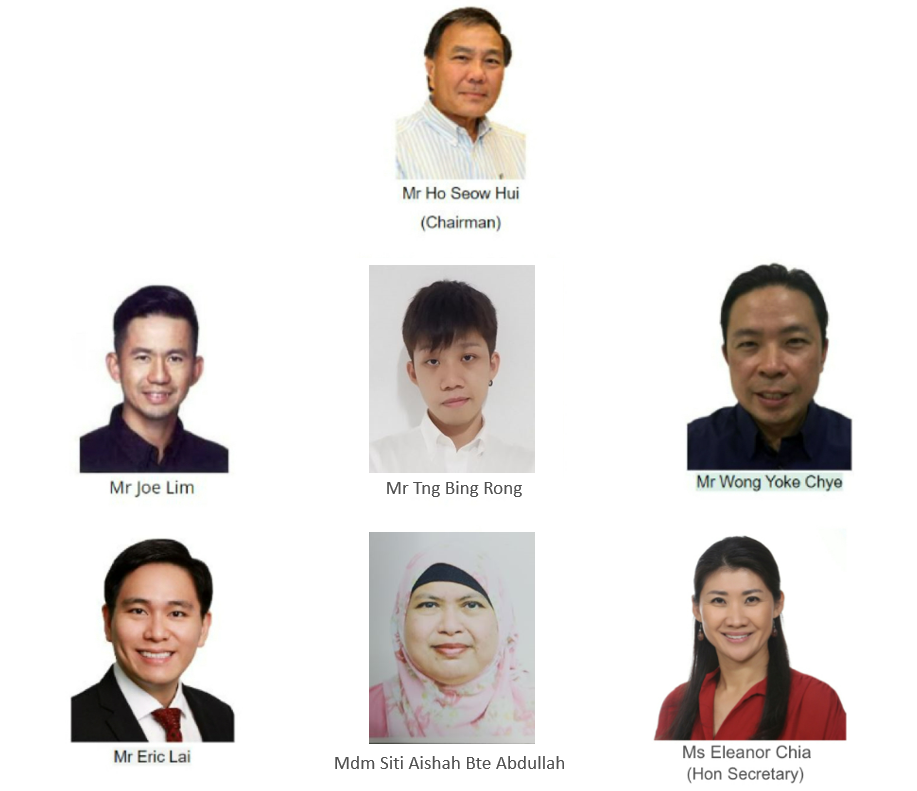 Mr Ho Seow Hui
(Chairman)
Mr Joe Lim
Mr Tng Bing Rong
Mr Wong Yoke Chye
Mr Eric Lai
Mdm Siti Aishah Bte Abdullah
Ms Eleanor Chia
(Hon Secretary)